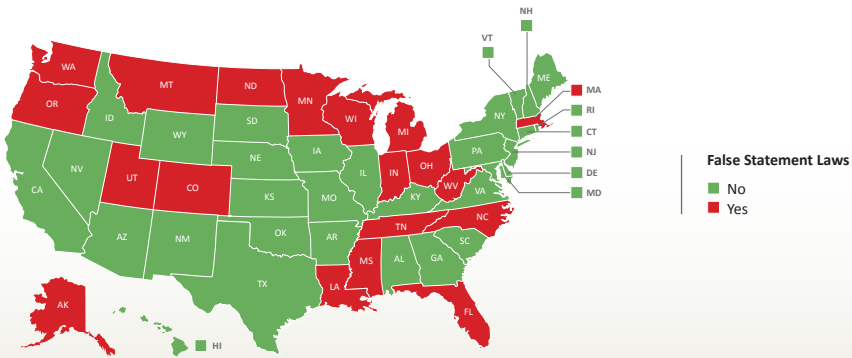 NH
VT
WA
MT
ND
MN
ME
OR
ID
SD
WI
MI
NY
MA
RI
WY
CT
NE
IA
PA
NJ
NV
UT
CO
IL
IN
OH
WV
VA
DE
MD
CA
KS
MO
KY
NC
TN
AZ
NM
OK
AR
SC
MS
AL
GA
TX
LA
FL
AK
HI
False Statement Laws
No
Yes